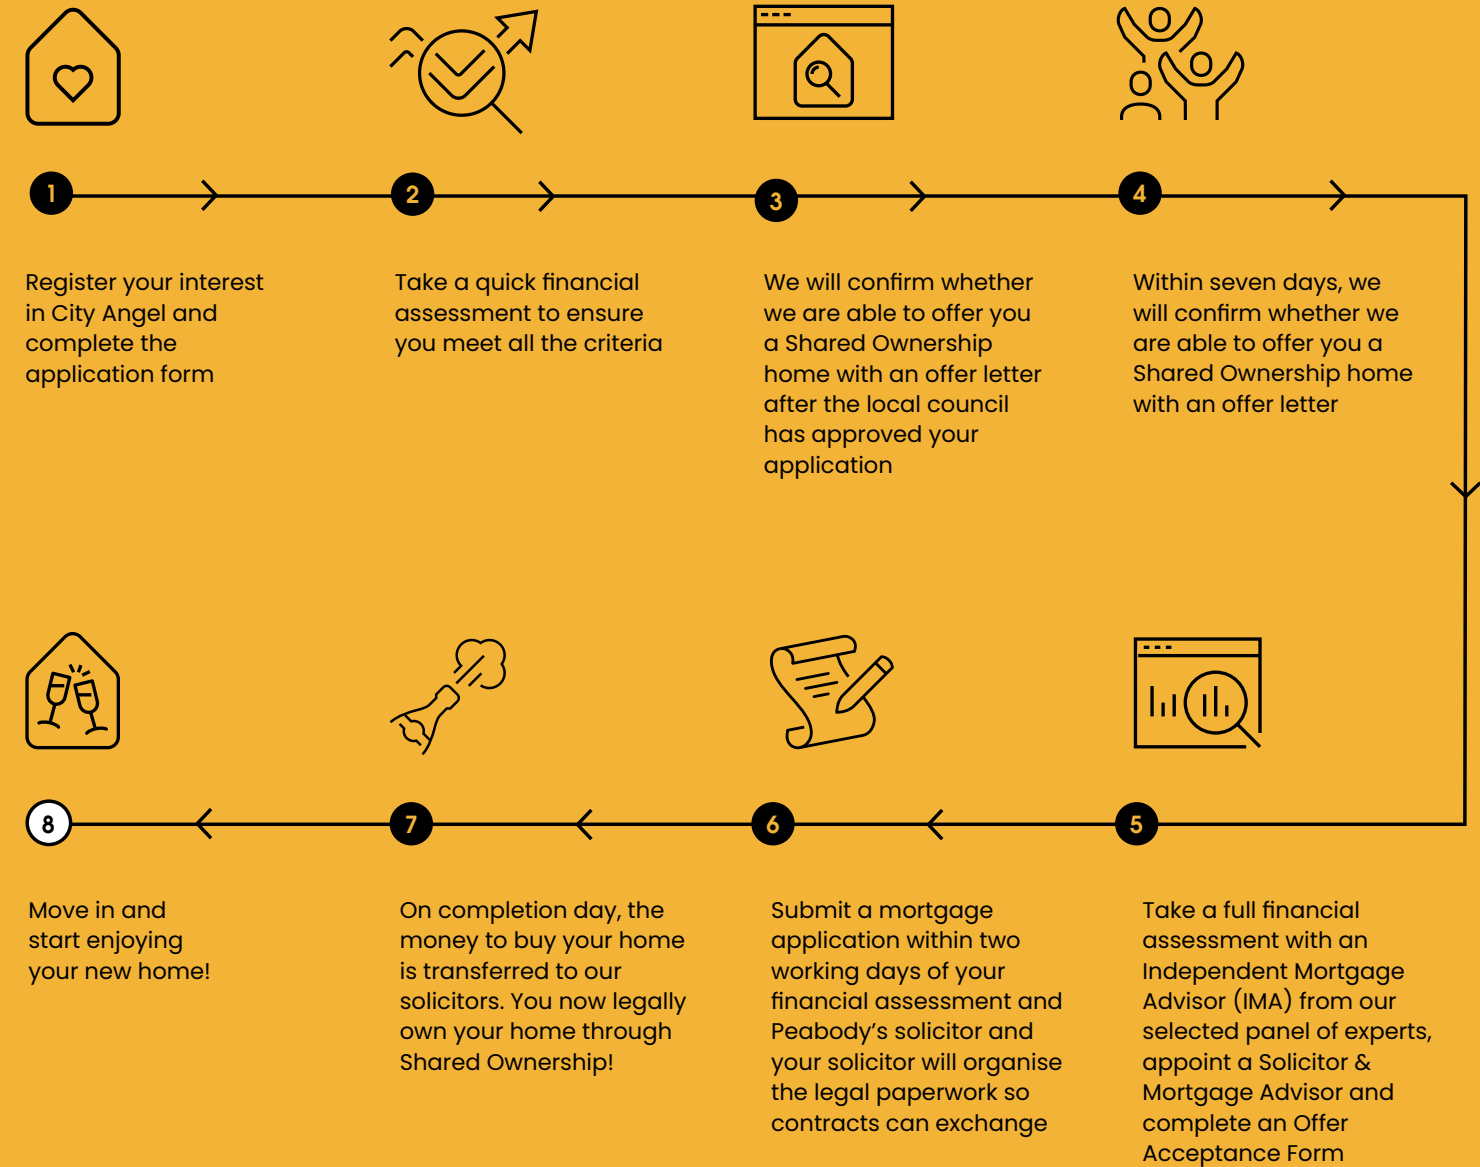 1
Register your interest
in City Angel and
complete the
application form
2
Take a quick financial
assessment to ensure
you meet all the criteria
3
We will confirm whether
we are able to offer you
a Shared Ownership
home with an offer letter
after the local council
has approved your
application
4
Within seven days, we
will confirm whether we
are able to offer you a
Shared Ownership home
with an offer letter
5
Take a full financial
assessment with an
Independent Mortgage
Advisor (IMA) from our
selected panel of experts,
appoint a Solicitor &
Mortgage Advisor and
complete an Offer
Acceptance Form
6
Submit a mortgage
application within two
working days of your
financial assessment and
Peabody's solicitor and
your solicitor will organise
the legal paperwork so
contracts can exchange
7
On completion day, the
money to buy your home
is transferred to our
solicitors. You now legally
own your home through
Shared Ownership!
8
Move in and
start enjoying
your new home!